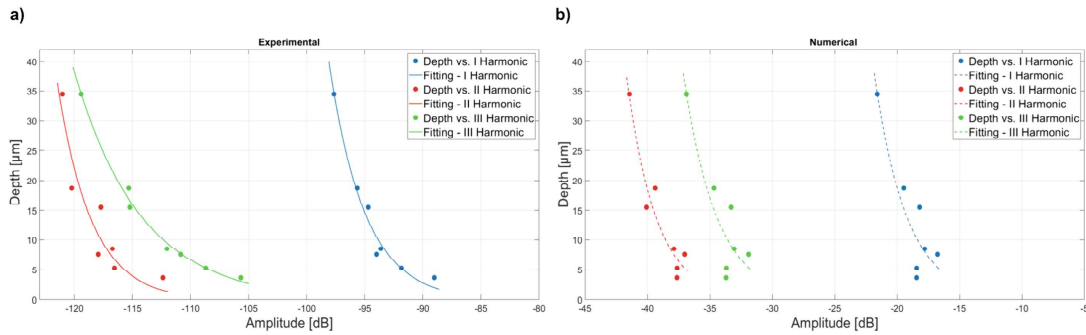 a)
Experimental
40
35
30
25
20
15
10
5
0
Depth [μm]
-120
-115
-110
-105
-100
-95
-90
-85
-80
Amplitude [dB]
Depth vs. I Harmonic
Fitting - I Harmonic
Depth vs. II Harmonic
Fitting - II Harmonic
Depth vs. III Harmonic
Fitting - III Harmonic
b)
Numerical
40
35
30
25
20
15
10
5
0
Depth [μm]
-45
-40
-35
-30
-25
-20
-15
-10
-5
Amplitude [dB]
Depth vs. I Harmonic
Fitting - I Harmonic
Depth vs. II Harmonic
Fitting - II Harmonic
Depth vs. III Harmonic
Fitting - III Harmonic